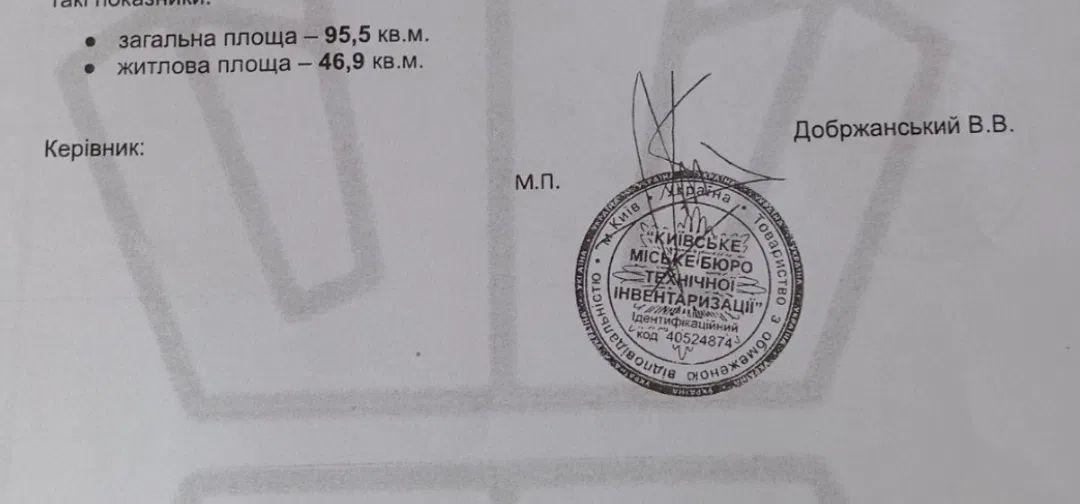 такі показники:
● загальна площа – 95,5 кв.м.
● житлова площа – 46,9 кв.м.
Керівник:
Добржанський В.В.
М.П.
* м.Київ * Україна * Товариство з обмеженою відповідальністю
"КИЇВСЬКЕ
МІСЬКЕ БЮРО
ТЕХНІЧНОЇ
ІНВЕНТАРИЗАЦІЇ"
Ідентифікаційний
код 40524874
УКРАЇНА